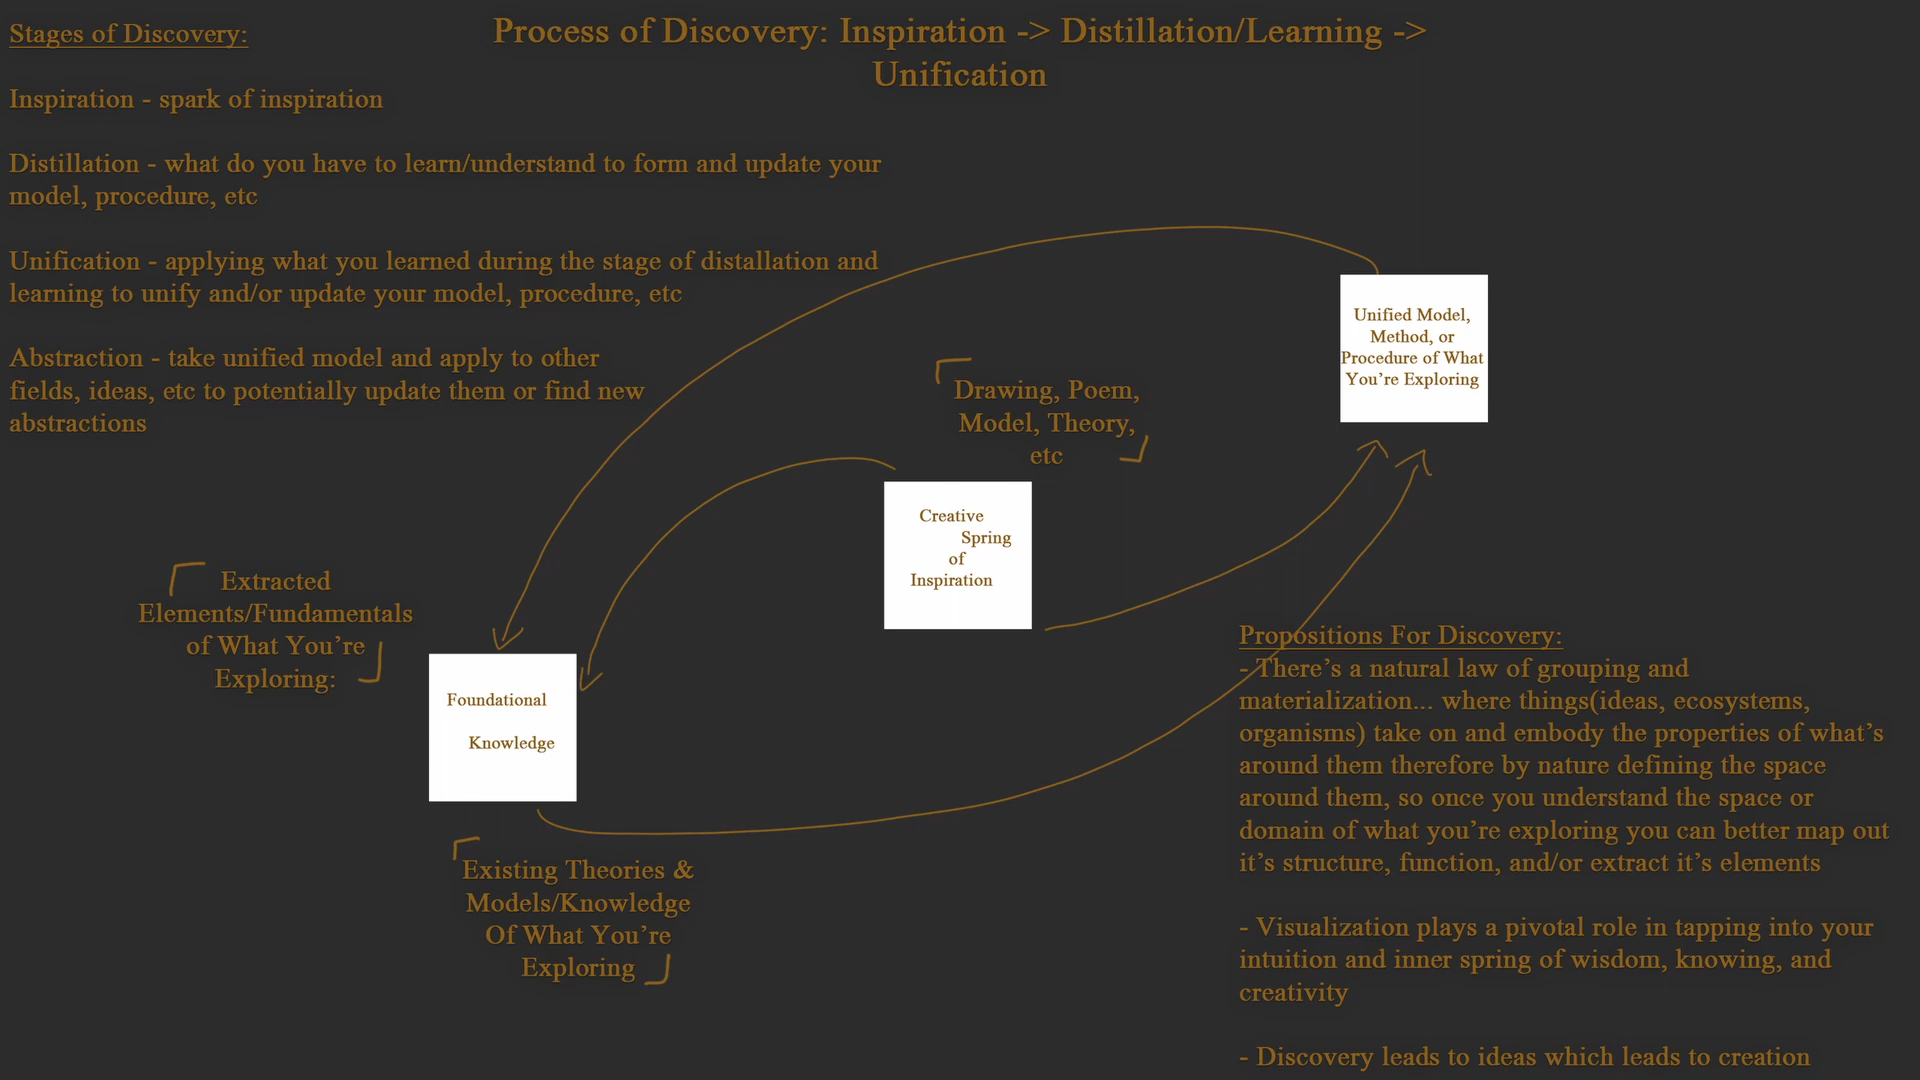 Process of Discovery: Inspiration -> Distillation/Learning ->
Unification
Stages of Discovery:
Inspiration - spark of inspiration
Distillation - what do you have to learn/understand to form and update your
model, procedure, etc
Unification - applying what you learned during the stage of distallation and
learning to unify and/or update your model, procedure, etc
Abstraction - take unified model and apply to other
fields, ideas, etc to potentially update them or find new
abstractions
Unified Model,
Method, or
Procedure of What
You’re Exploring
Drawing, Poem,
Model, Theory,
etc
Creative
Spring
of
Inspiration
Extracted
Elements/Fundamentals
of What You’re
Exploring:
Foundational
Knowledge
Existing Theories &
Models/Knowledge
Of What You’re
Exploring
Propositions For Discovery:
- There’s a natural law of grouping and
materialization... where things(ideas, ecosystems,
organisms) take on and embody the properties of what’s
around them therefore by nature defining the space
around them, so once you understand the space or
domain of what you’re exploring you can better map out
it’s structure, function, and/or extract it’s elements
- Visualization plays a pivotal role in tapping into your
intuition and inner spring of wisdom, knowing, and
creativity
- Discovery leads to ideas which leads to creation